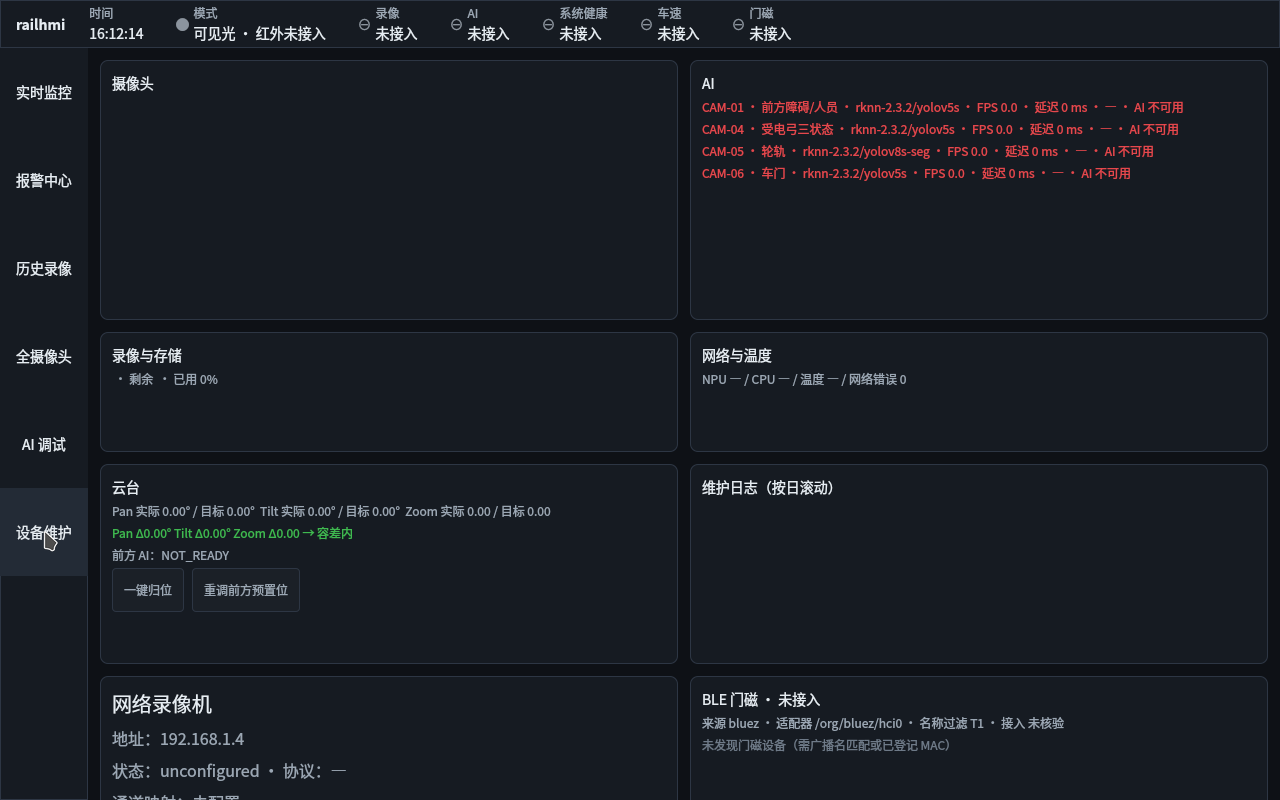 railhmi
时间
16:12:14
模式
可见光 · 红外未接入
录像
未接入
AI
未接入
系统健康
未接入
车速
未接入
门磁
未接入
实时监控
报警中心
历史录像
全摄像头
AI 调试
设备维护
摄像头
AI
CAM-01 · 前方障碍/人员 · rknn-2.3.2/yolov5s · FPS 0.0 · 延迟 0 ms · — · AI 不可用
CAM-04 · 受电弓三状态 · rknn-2.3.2/yolov5s · FPS 0.0 · 延迟 0 ms · — · AI 不可用
CAM-05 · 轮轨 · rknn-2.3.2/yolov8s-seg · FPS 0.0 · 延迟 0 ms · — · AI 不可用
CAM-06 · 车门 · rknn-2.3.2/yolov5s · FPS 0.0 · 延迟 0 ms · — · AI 不可用
录像与存储
· 剩余 · 已用 0%
网络与温度
NPU — / CPU — / 温度 — / 网络错误 0
云台
Pan 实际 0.00° / 目标 0.00° Tilt 实际 0.00° / 目标 0.00° Zoom 实际 0.00 / 目标 0.00
Pan Δ0.00° Tilt Δ0.00° Zoom Δ0.00 → 容差内
前方 AI：NOT_READY
一键归位
重调前方预置位
维护日志（按日滚动）
网络录像机
地址：192.168.1.4
状态：unconfigured · 协议：—
通道映射：未配置
BLE 门磁 · 未接入
来源 bluez · 适配器 /org/bluez/hci0 · 名称过滤 T1 · 接入 未核验
未发现门磁设备（需广播名匹配或已登记 MAC）